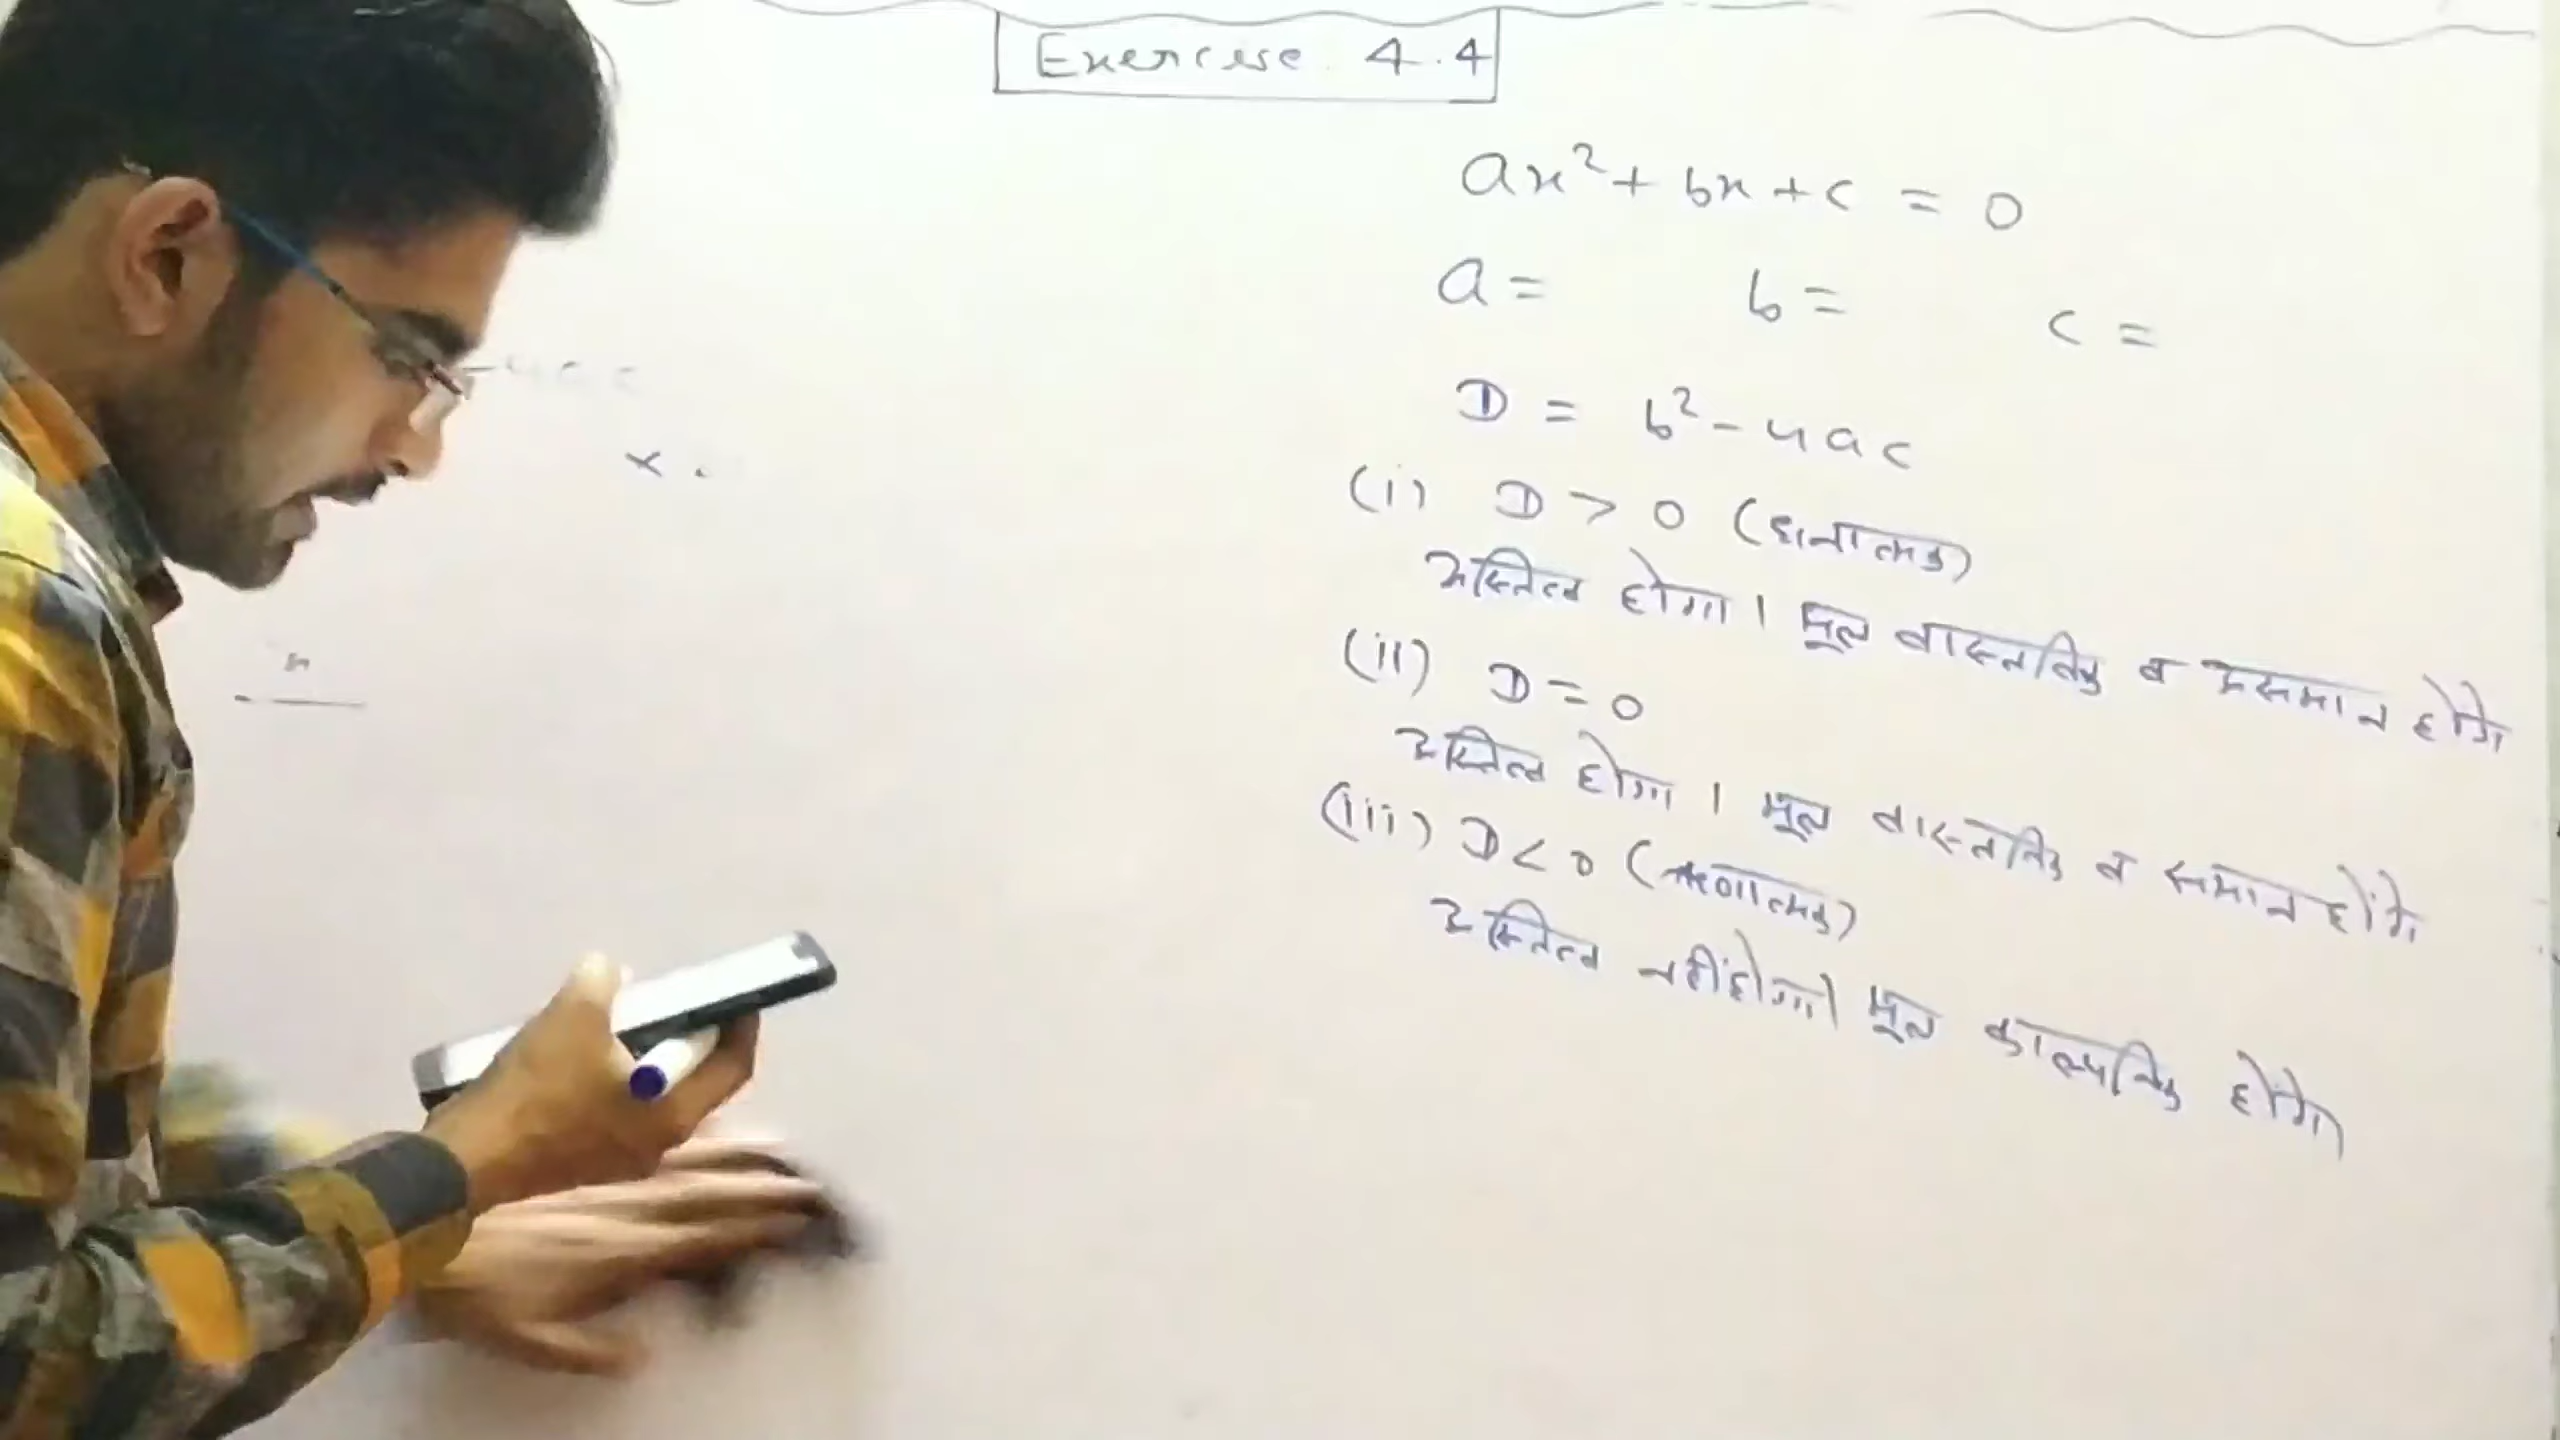 Exercise 4.4
ax² + bx + c = 0
a = b = c =
D = b² - 4ac
(i) D > 0 (धनात्मक)
अस्तित्व होगा । मूल वास्तविक व असमान होंगे
(ii) D = 0
अस्तित्व होगा । मूल वास्तविक व समान होंगे
(iii) D < 0 (ऋणात्मक)
अस्तित्व नहीं होगा। मूल काल्पनिक होंगे